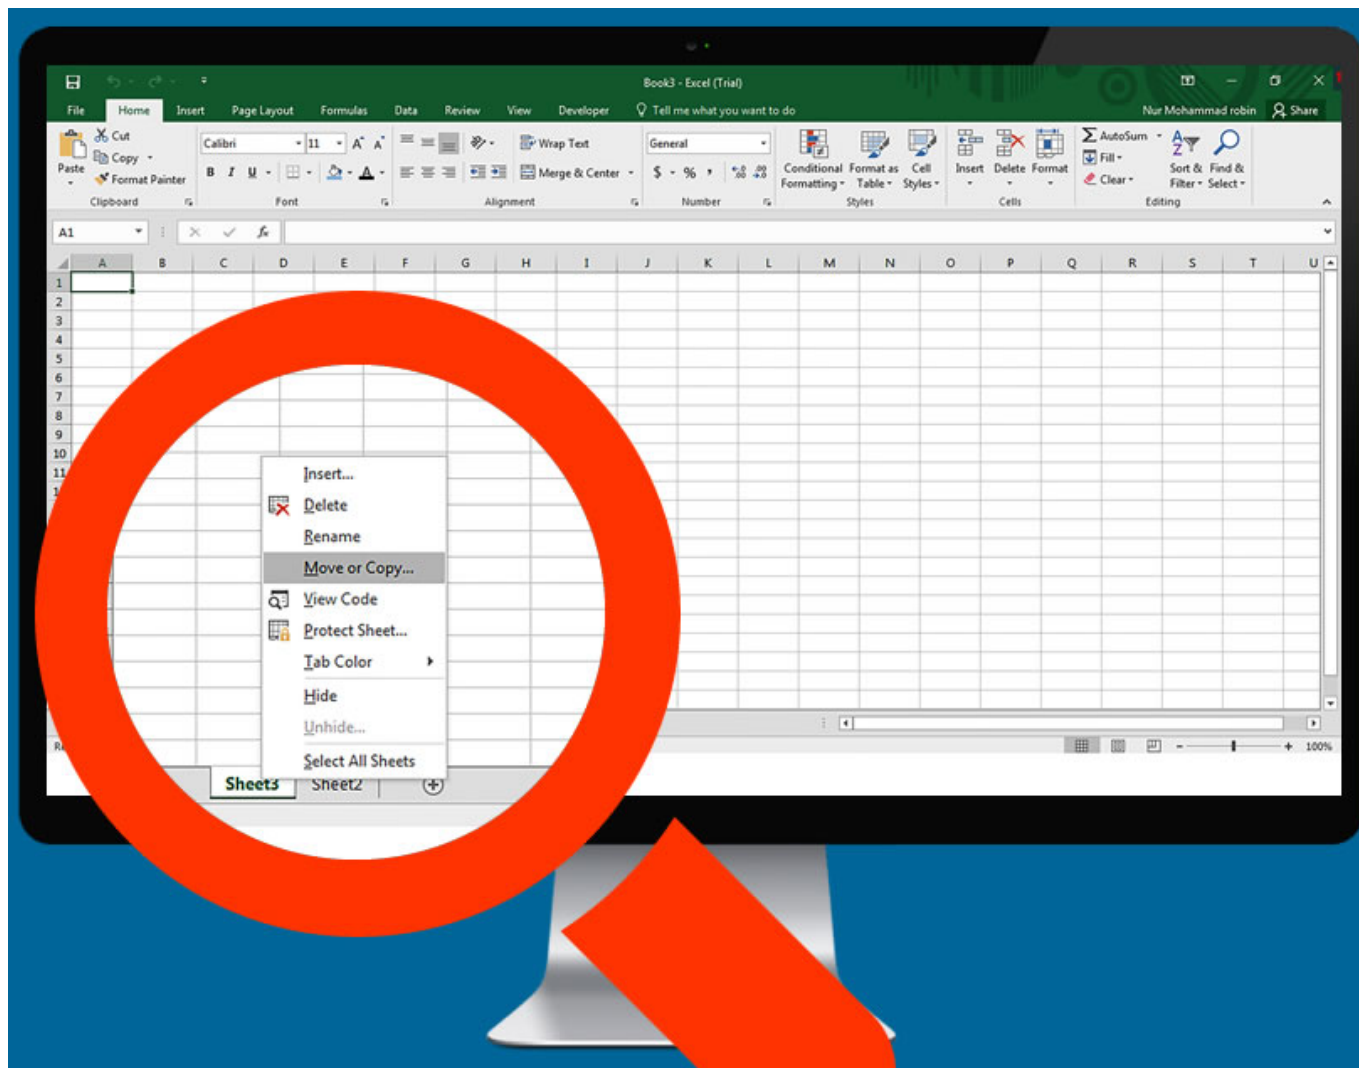 Book3 - Excel (Trial)
File Home Insert Page Layout Formulas Data Review View Developer Tell me what you want to do Nur Mohammad robin Share
Cut
Copy
Format Painter
Paste
Clipboard
Calibri 11 A A
B I U A
Font
Wrap Text
Merge & Center
Alignment
General
$ % ,
Number
Conditional Formatting
Format as Table
Cell Styles
Styles
Insert Delete Format
Cells
AutoSum
Fill
Clear
Sort & Filter
Find & Select
Editing
A1 fx
A B C D E F G H I J K L M N O P Q R S T U
1
2
3
4
5
6
7
8
9
10
11
Insert...
Delete
Rename
Move or Copy...
View Code
Protect Sheet...
Tab Color
Hide
Unhide...
Select All Sheets
Sheet3 Sheet2
100%